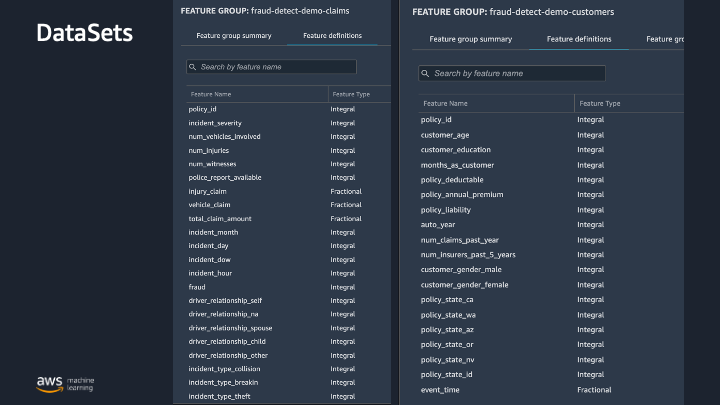 DataSets
FEATURE GROUP: fraud-detect-demo-claims
Feature group summary Feature definitions
Search by feature name
Feature Name Feature Type
policy_id Integral
incident_severity Integral
num_vehicles_involved Integral
num_injuries Integral
num_witnesses Integral
police_report_available Integral
injury_claim Fractional
vehicle_claim Fractional
total_claim_amount Fractional
incident_month Integral
incident_day Integral
incident_dow Integral
incident_hour Integral
fraud Integral
driver_relationship_self Integral
driver_relationship_na Integral
driver_relationship_spouse Integral
driver_relationship_child Integral
driver_relationship_other Integral
incident_type_collision Integral
incident_type_breakin Integral
incident_type_theft Integral
FEATURE GROUP: fraud-detect-demo-customers
Feature group summary Feature definitions Feature gro
Search by feature name
Feature Name Feature Type
policy_id Integral
customer_age Integral
customer_education Integral
months_as_customer Integral
policy_deductable Integral
policy_annual_premium Integral
policy_liability Integral
auto_year Integral
num_claims_past_year Integral
num_insurers_past_5_years Integral
customer_gender_male Integral
customer_gender_female Integral
policy_state_ca Integral
policy_state_wa Integral
policy_state_az Integral
policy_state_or Integral
policy_state_nv Integral
policy_state_id Integral
event_time Fractional
aws machine
learning